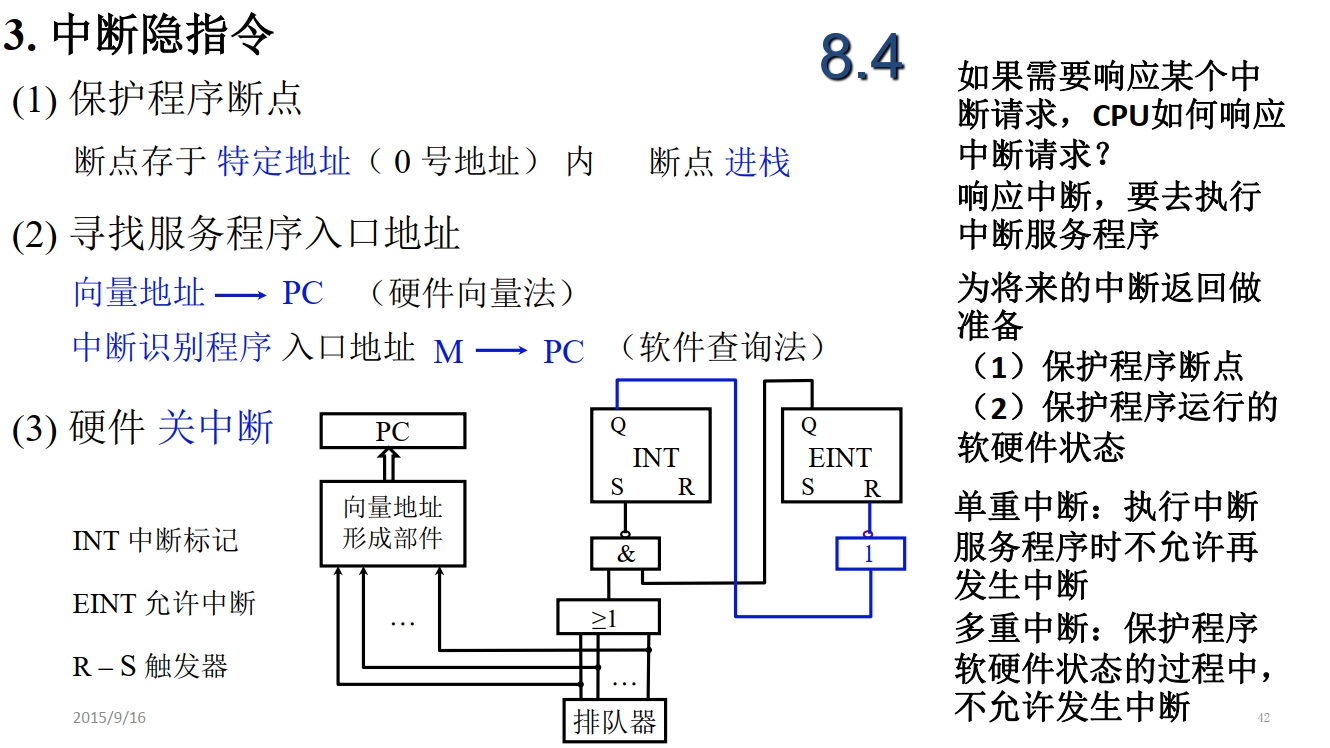 3. 中断隐指令
8.4
(1) 保护程序断点
断点存于 特定地址（ 0 号地址） 内 断点 进栈
(2) 寻找服务程序入口地址
向量地址 → PC （硬件向量法）
中断识别程序 入口地址 M → PC （软件查询法）
(3) 硬件 关中断
INT 中断标记
EINT 允许中断
R – S 触发器
PC
向量地址
形成部件
…
Q
INT
S R
&
≥1
…
排队器
Q
EINT
S R
1
如果需要响应某个中
断请求，CPU如何响应
中断请求？
响应中断，要去执行
中断服务程序
为将来的中断返回做
准备
（1）保护程序断点
（2）保护程序运行的
软硬件状态
单重中断：执行中断
服务程序时不允许再
发生中断
多重中断：保护程序
软硬件状态的过程中，
不允许发生中断
2015/9/16
42